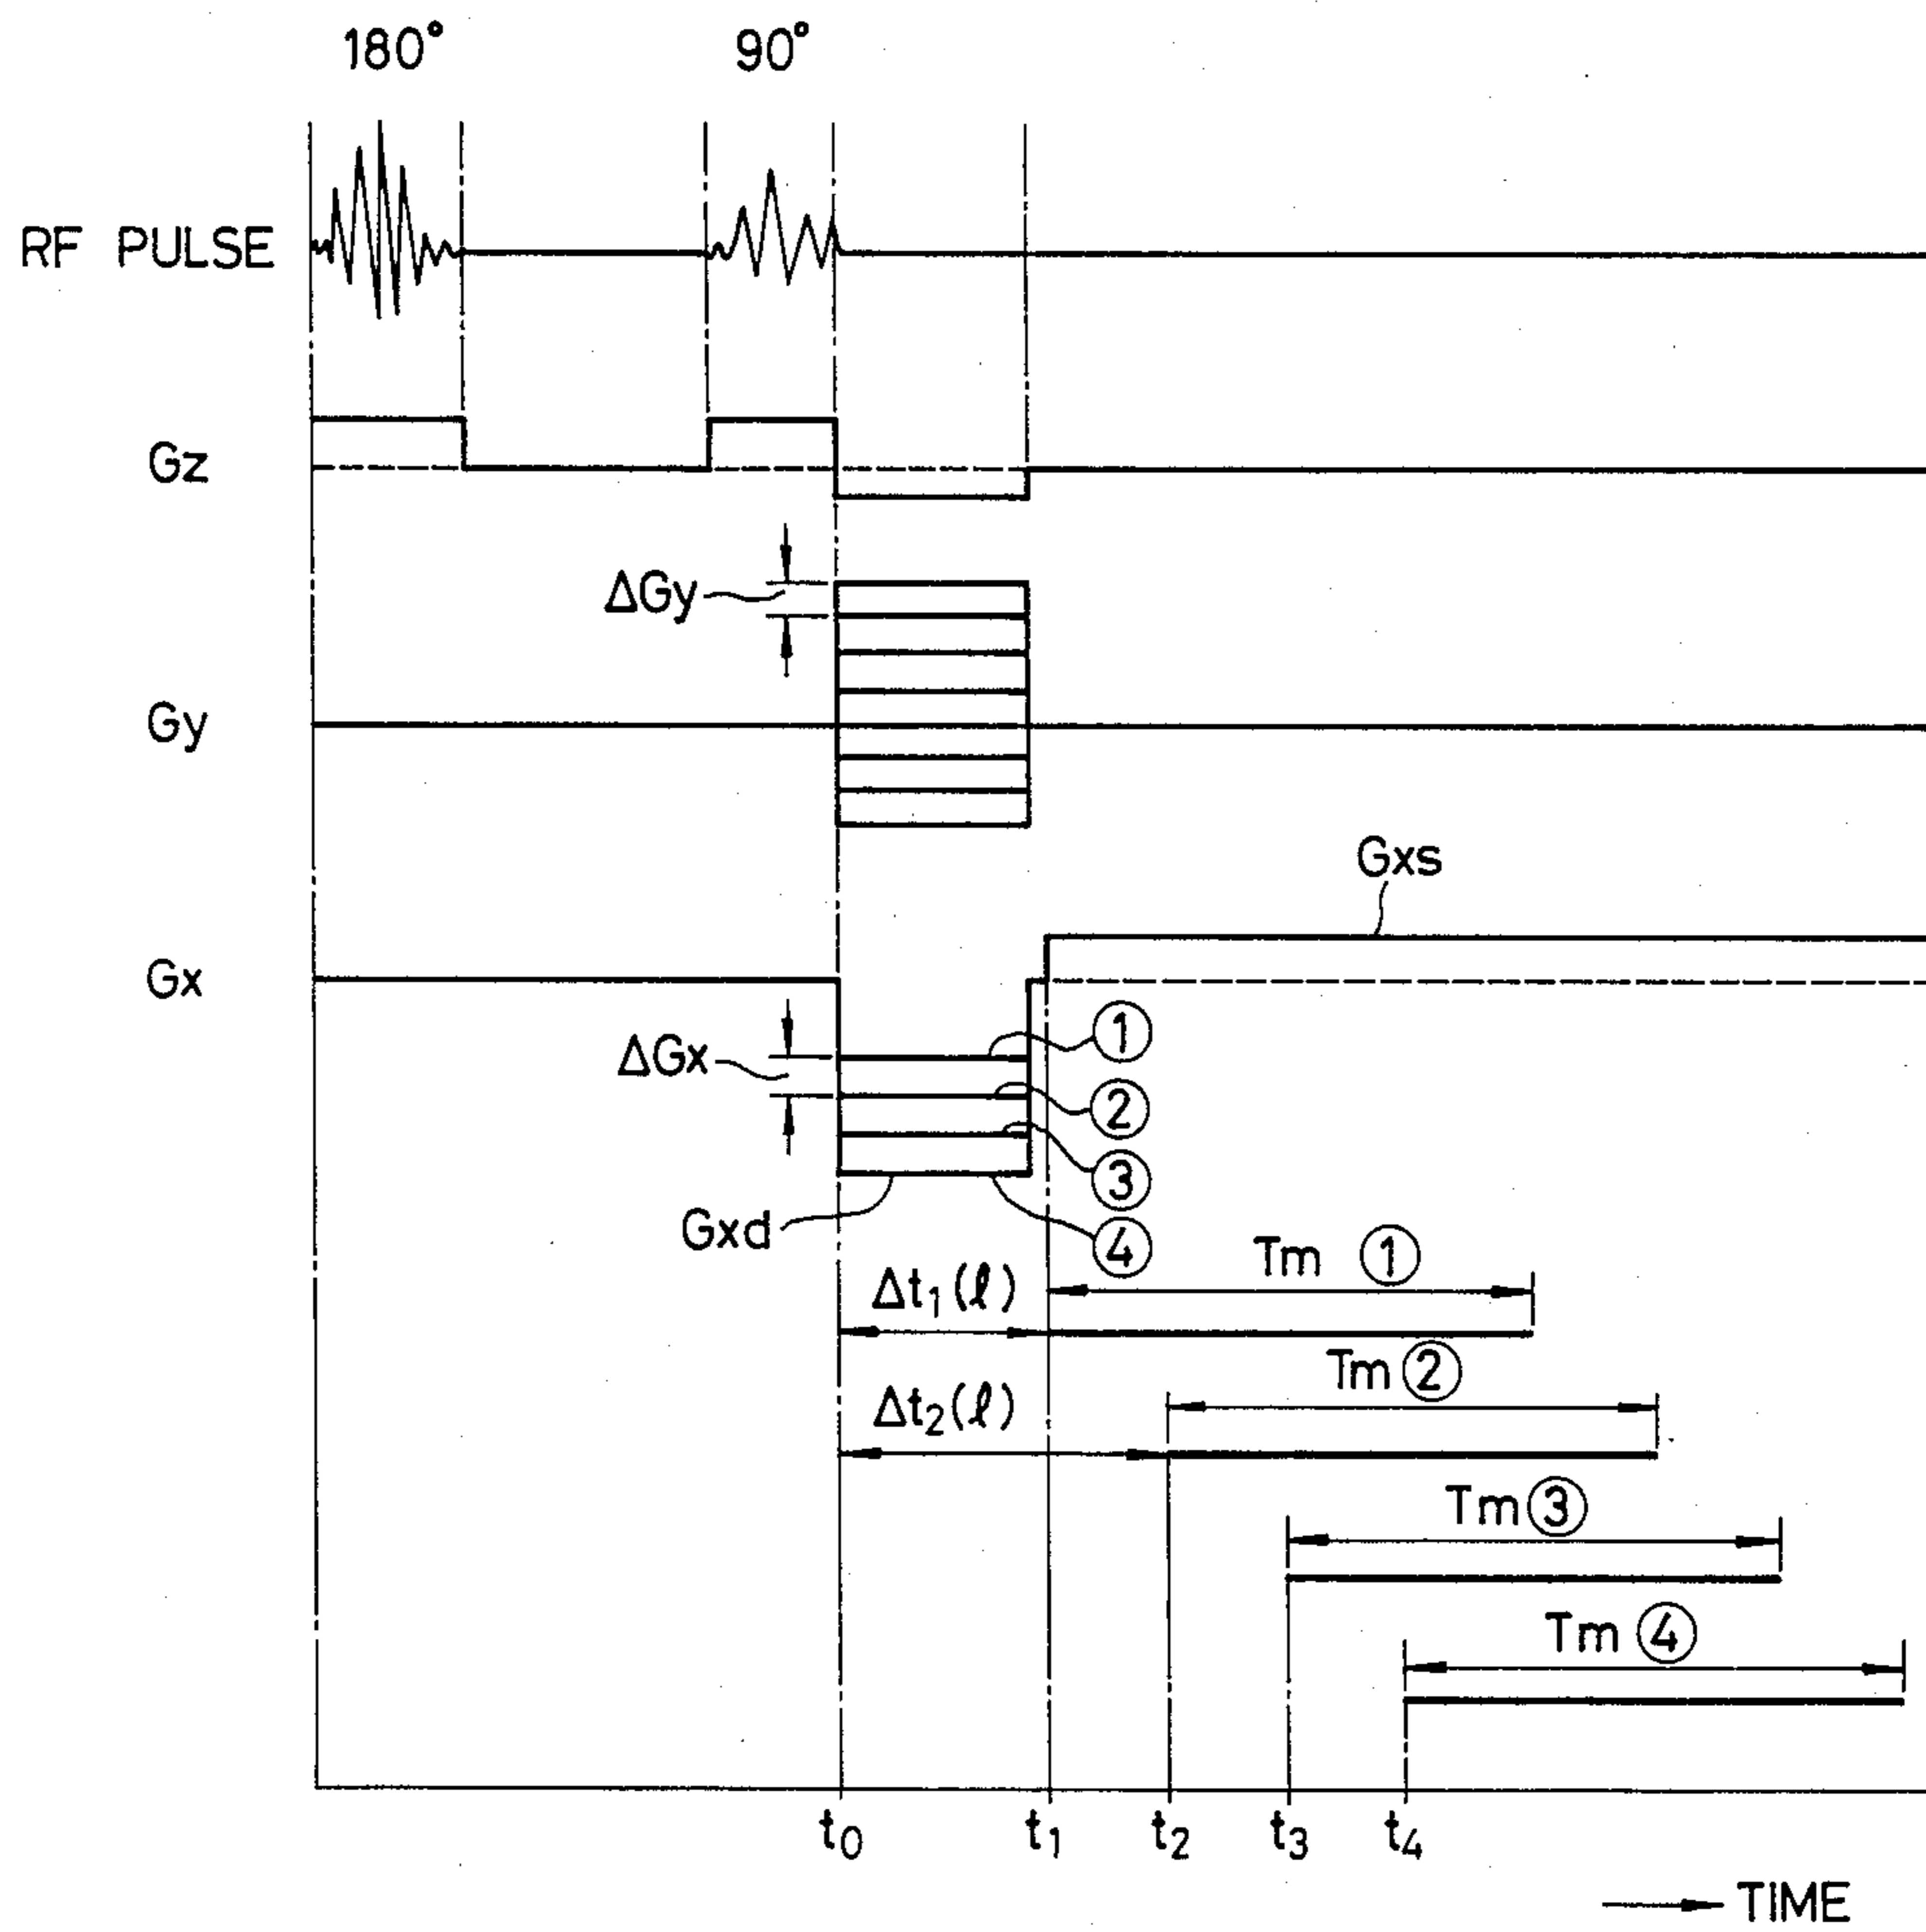 180° 90°
RF PULSE
Gz
ΔGy
Gy
Gxs
Gx
①
ΔGx
②
③
Gxd
④
Tm ①
Δt₁(ℓ)
Tm ②
Δt₂(ℓ)
Tm ③
Tm ④
t₀ t₁ t₂ t₃ t₄
TIME